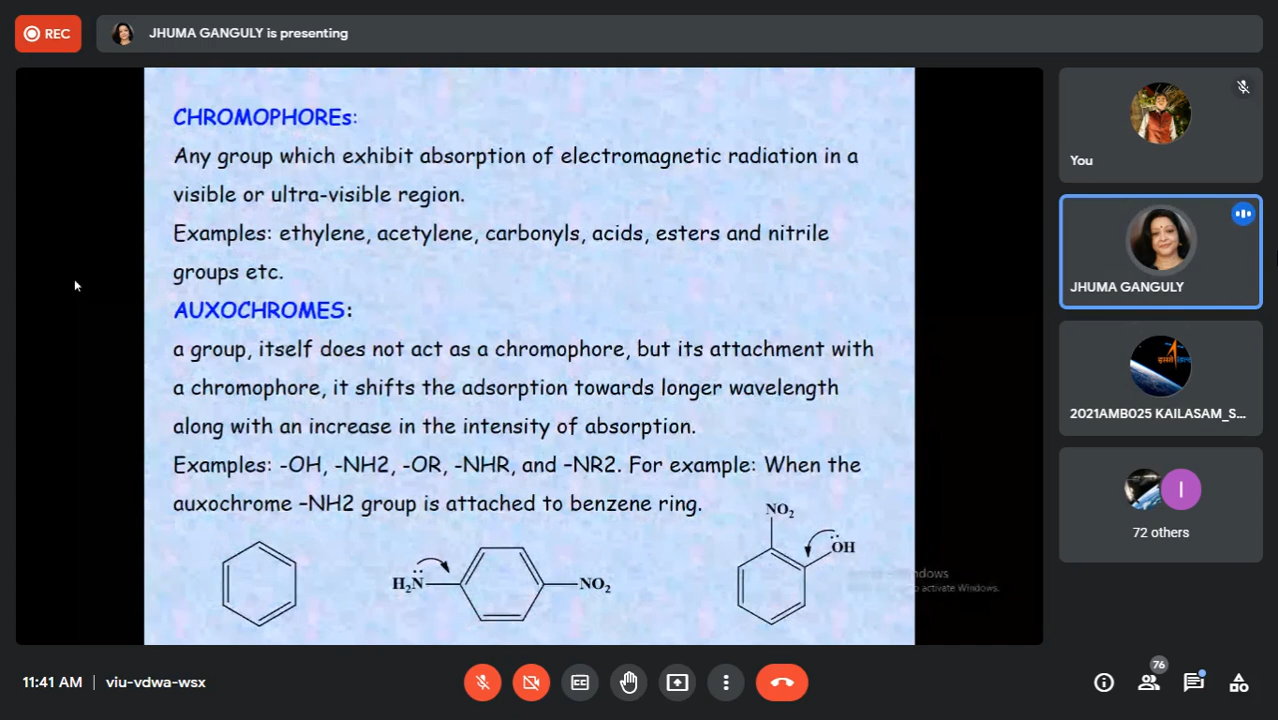 REC
JHUMA GANGULY is presenting
CHROMOPHOREs:
Any group which exhibit absorption of electromagnetic radiation in a
visible or ultra-visible region.
Examples: ethylene, acetylene, carbonyls, acids, esters and nitrile
groups etc.
AUXOCHROMES:
a group, itself does not act as a chromophore, but its attachment with
a chromophore, it shifts the adsorption towards longer wavelength
along with an increase in the intensity of absorption.
Examples: -OH, -NH2, -OR, -NHR, and –NR2. For example: When the
auxochrome –NH2 group is attached to benzene ring.
NO₂
OH
H₂N
NO₂
ndows
o activate Windows.
You
JHUMA GANGULY
2021AMB025 KAILASAM_S...
इसरो
I
72 others
11:41 AM | viu-vdwa-wsx
CC
76